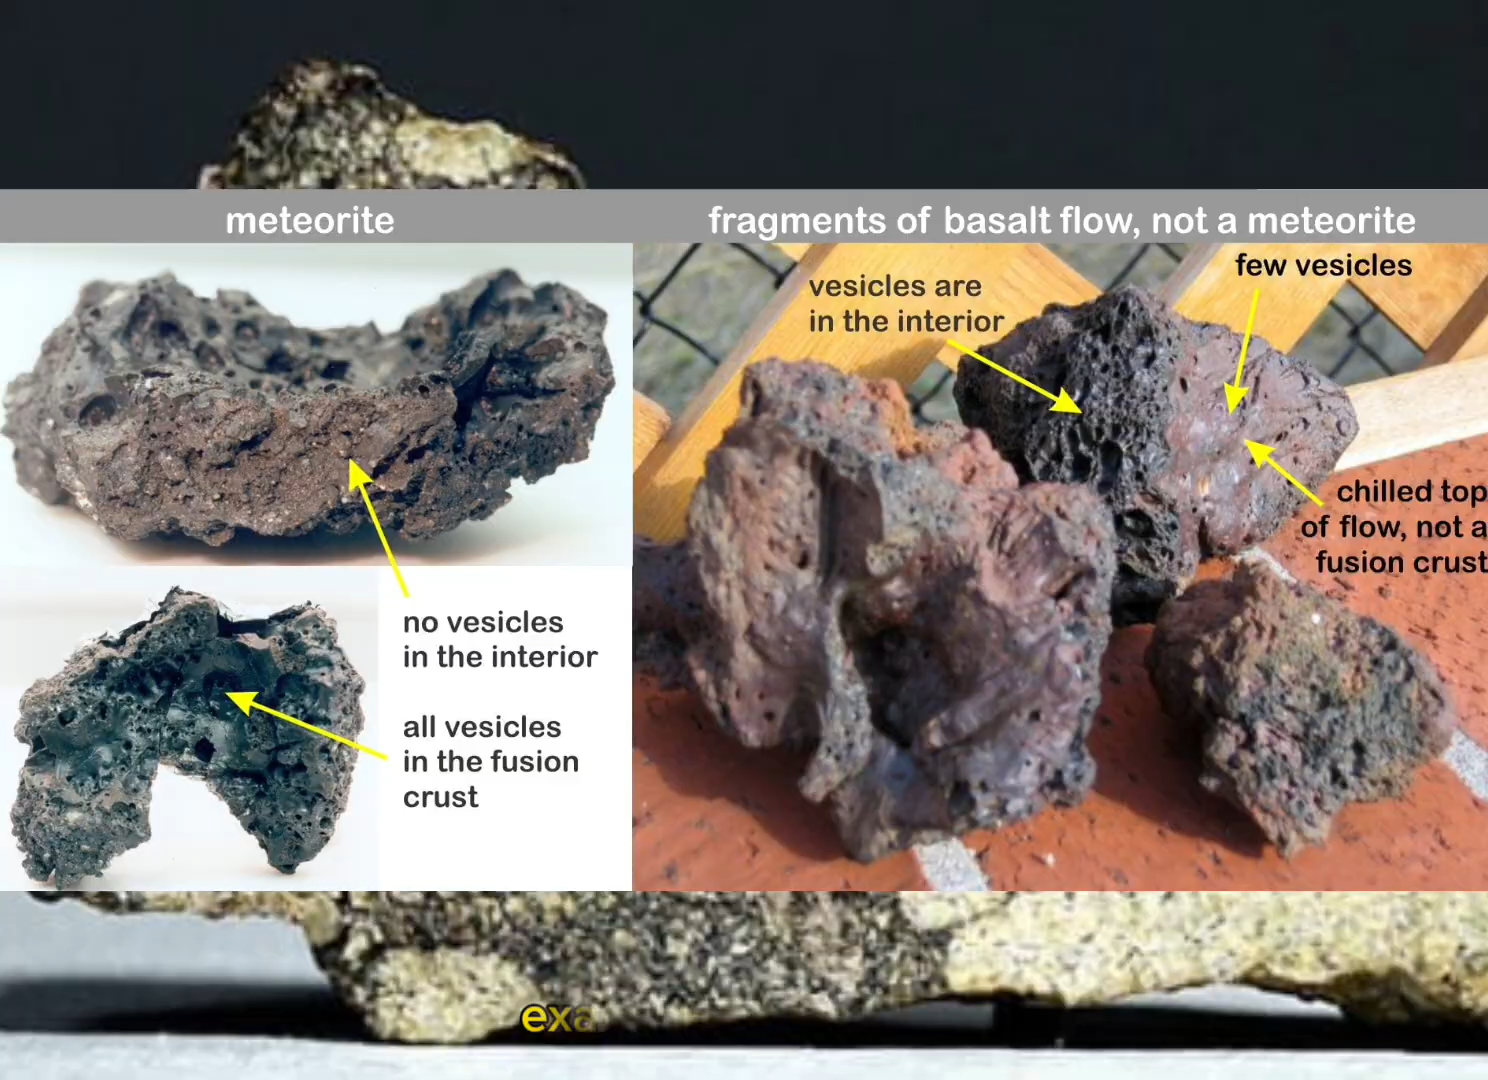 meteorite
fragments of basalt flow, not a meteorite
no vesicles
in the interior
all vesicles
in the fusion
crust
vesicles are
in the interior
few vesicles
chilled top
of flow, not a
fusion crust